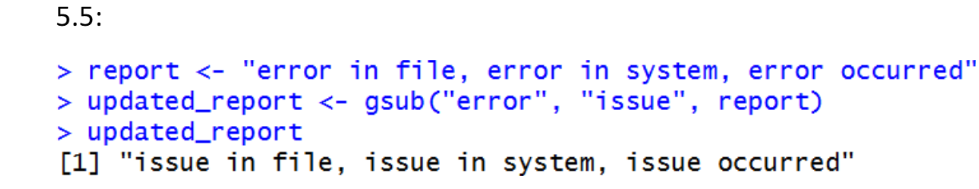 5.5:
> report <- "error in file, error in system, error occurred"
> updated_report <- gsub("error", "issue", report)
> updated_report
[1] "issue in file, issue in system, issue occurred"